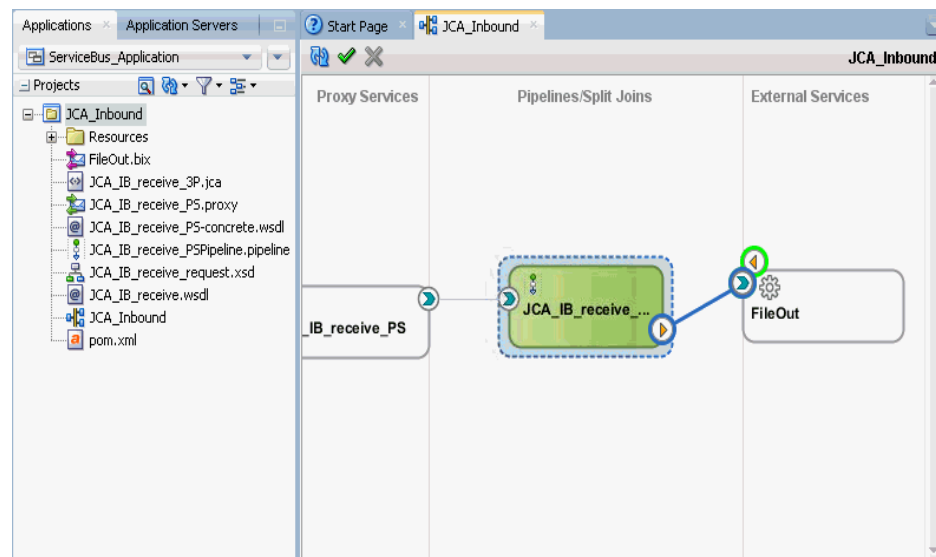 Applications
Application Servers
Start Page
JCA_Inbound
ServiceBus_Application
JCA_Inbound
Projects
Proxy Services
Pipelines/Split Joins
External Services
JCA_Inbound
Resources
FileOut.bix
JCA_IB_receive_3P.jca
JCA_IB_receive_PS.proxy
JCA_IB_receive_PS-concrete.wsdl
JCA_IB_receive_PSPipeline.pipeline
JCA_IB_receive_request.xsd
JCA_IB_receive.wsdl
JCA_Inbound
pom.xml
_IB_receive_PS
JCA_IB_receive_...
FileOut